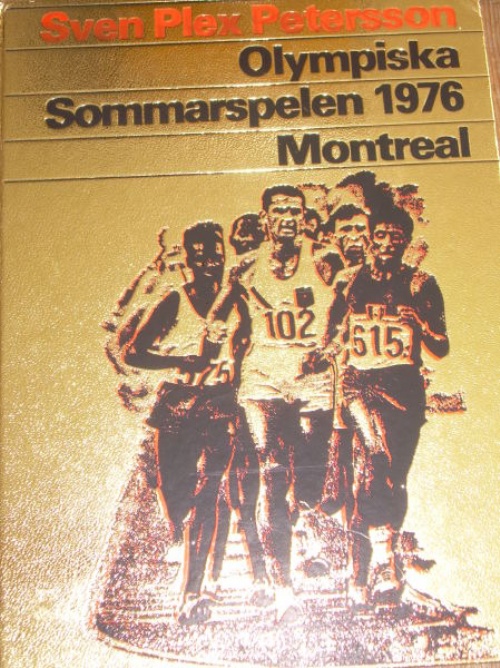 Sven Plex Petersson
Olympiska
Sommarspelen 1976
Montreal
102
615